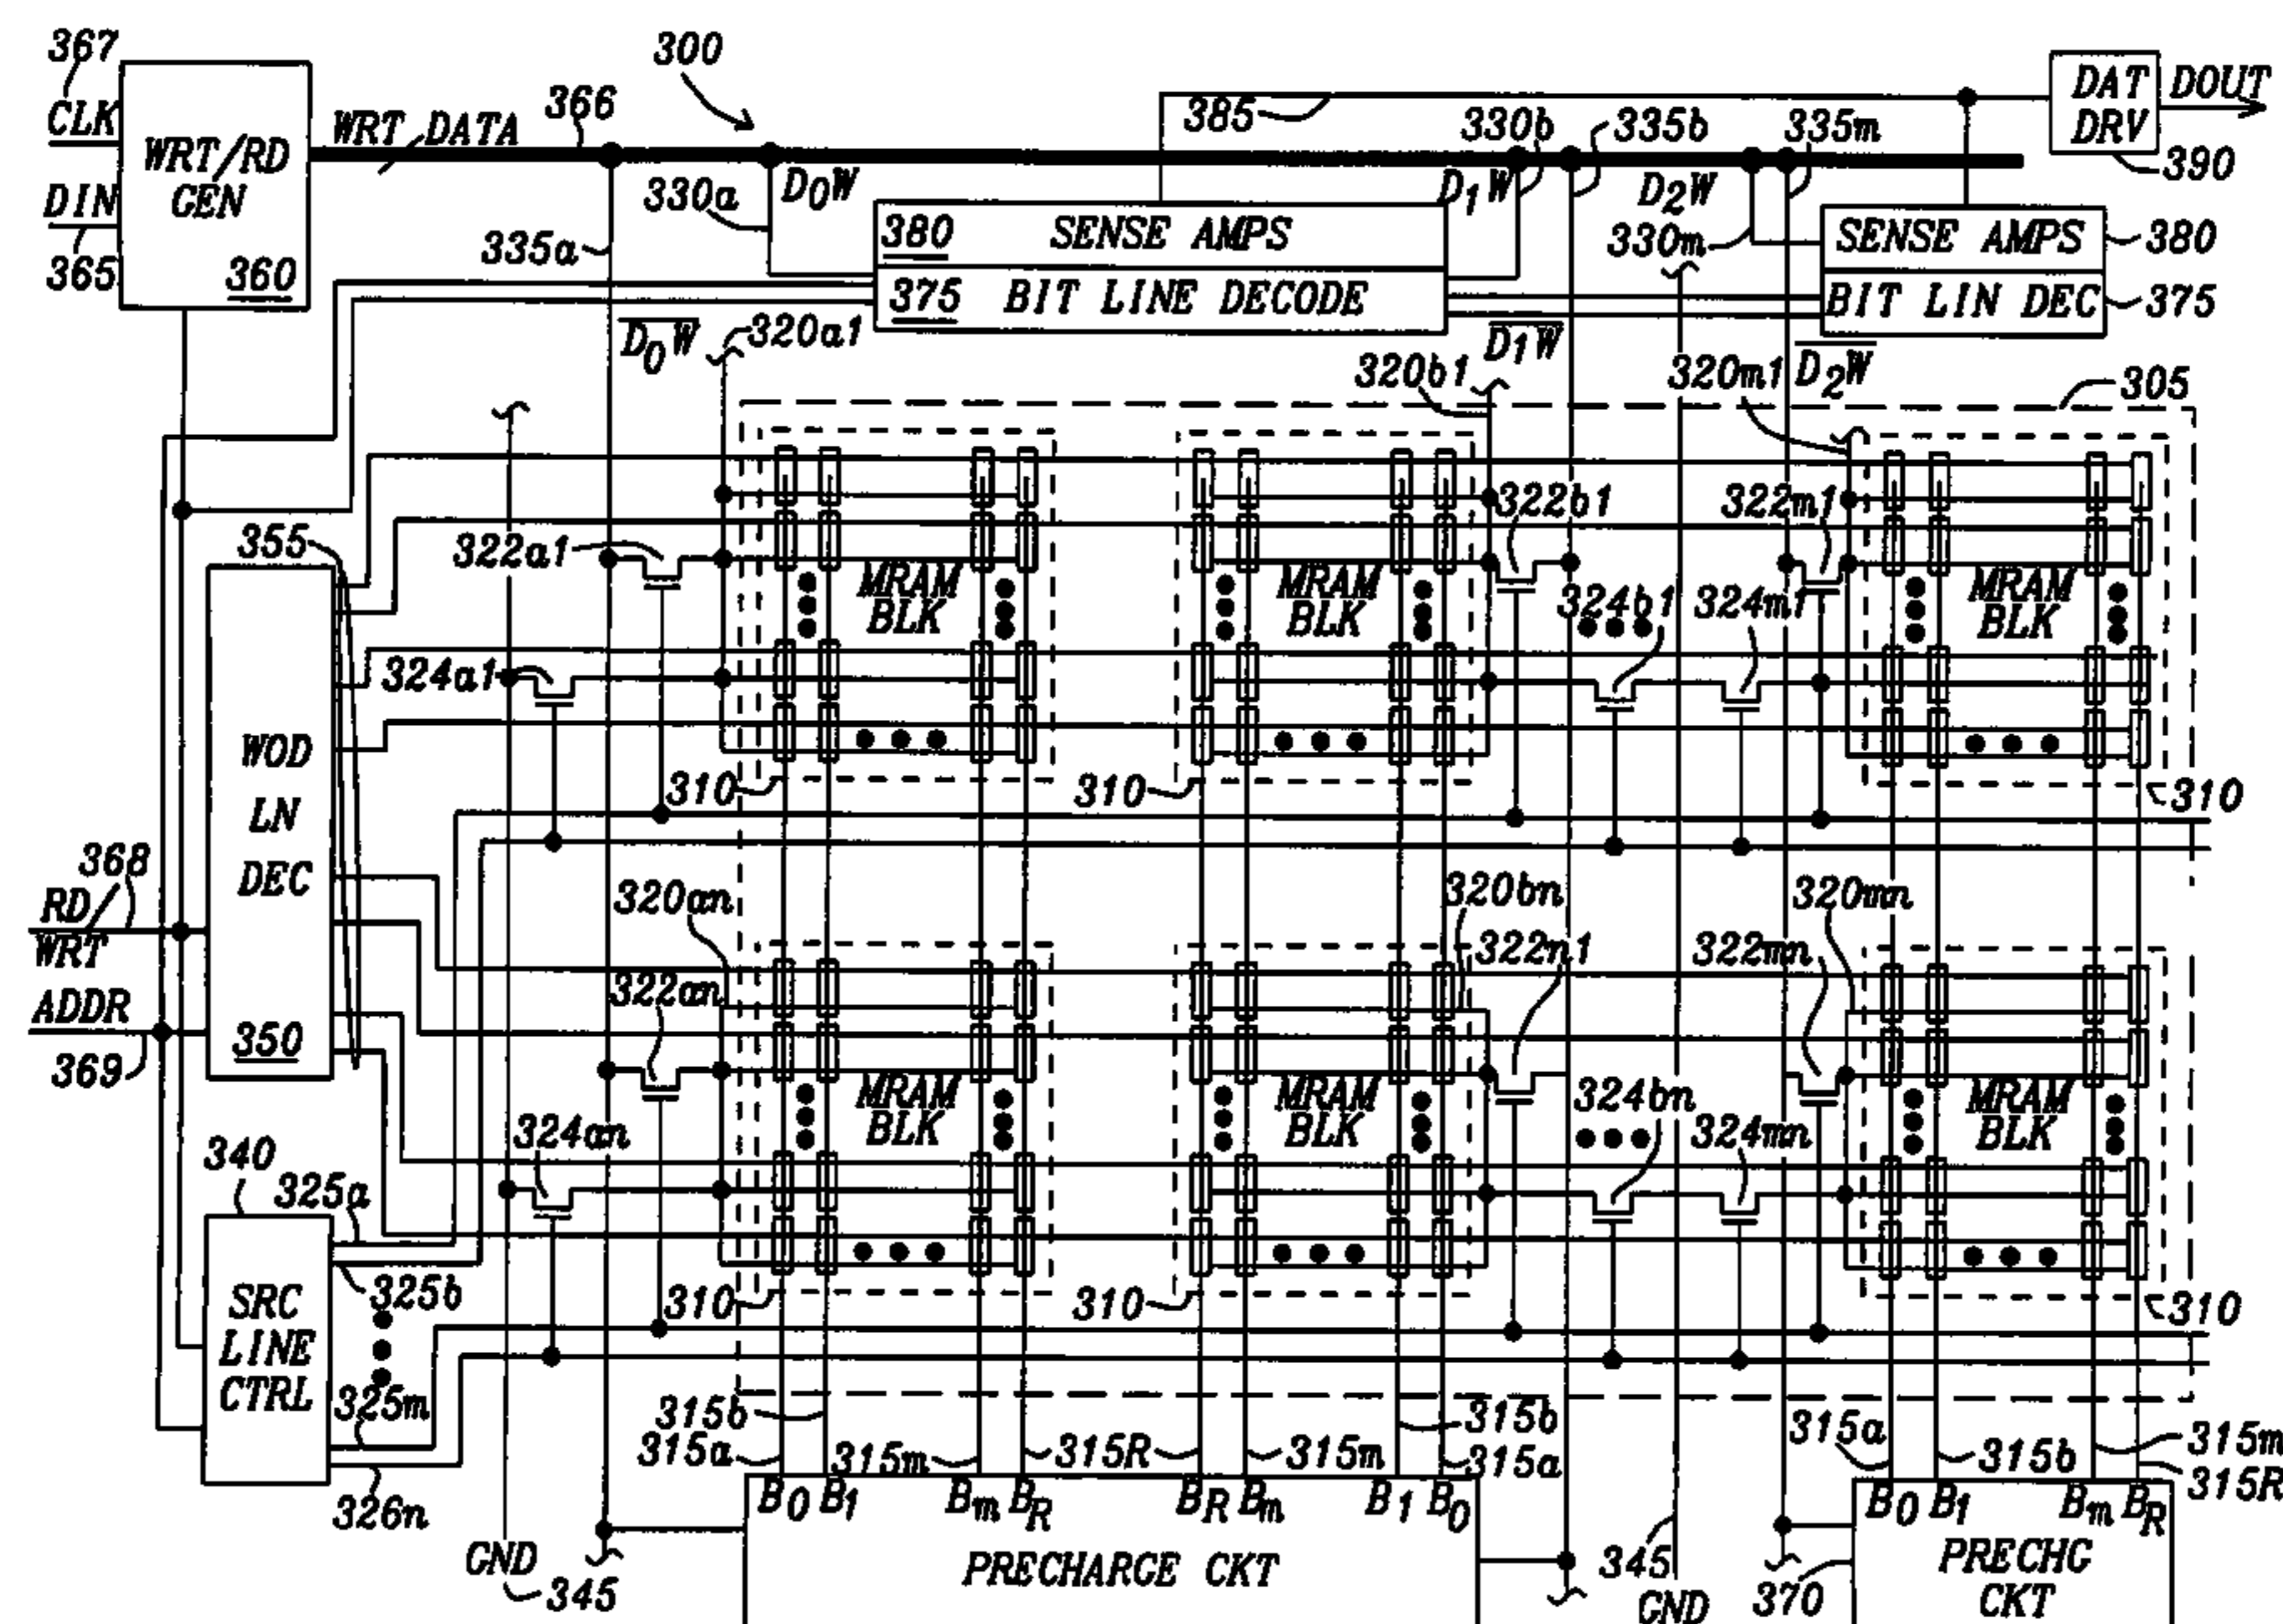 367
CLK
DIN
365
WRT/RD
GEN
360
WRT DATA
366
300
385
330b
335b
335m
DAT
DRV
DOUT
390
330a
D0W
335a
380 SENSE AMPS
375 BIT LINE DECODE
D1W
D2W
330m
SENSE AMPS 380
BIT LIN DEC 375
D̅0̅W̅
320a1
D̅1̅W̅
320b1
320m1
D̅2̅W̅
305
355
322a1
322b1
322m1
MRAM
BLK
MRAM
BLK
MRAM
BLK
324a1
324b1
324m1
310
310
310
WOD
LN
DEC
350
368
RD/
W̅R̅T̅
ADDR
369
320an
320bn
320mn
322an
322n1
322mn
MRAM
BLK
MRAM
BLK
MRAM
BLK
324an
324bn
324mn
310
310
310
340
325a
325b
SRC
LINE
CTRL
325m
326n
315b
315a
315m
315R
315m
315b
315a
315a
315b
315m
315R
B0 B1 Bm BR
BR Bm B1 B0
B0 B1 Bm BR
GND
345
PRECHARGE CKT
345
GND
370
PRECHG
CKT